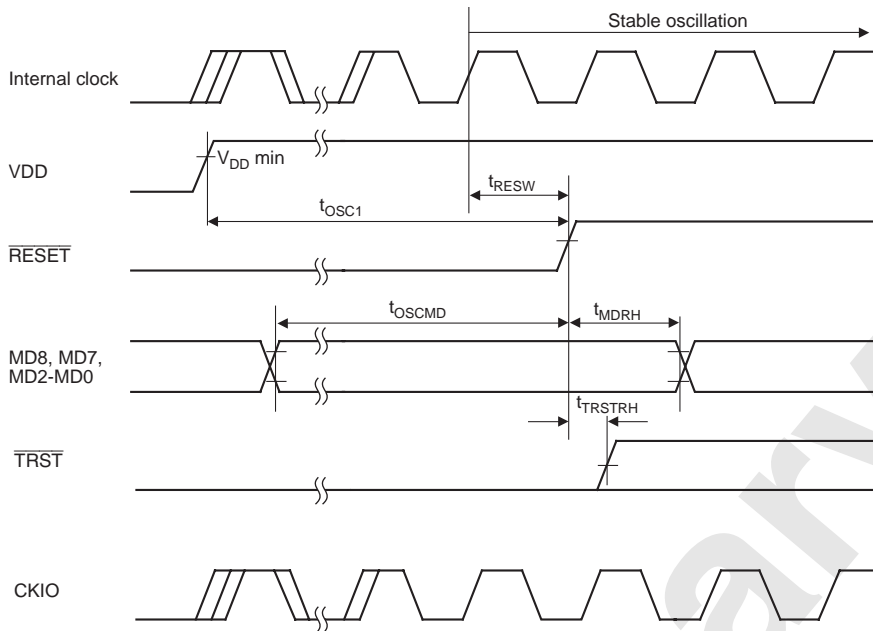 Stable oscillation
Internal clock
VDD
VDD min
tRESW
tOSC1
RESET
tOSCMD
tMDRH
MD8, MD7,
MD2-MD0
tTRSTRH
TRST
CKIO